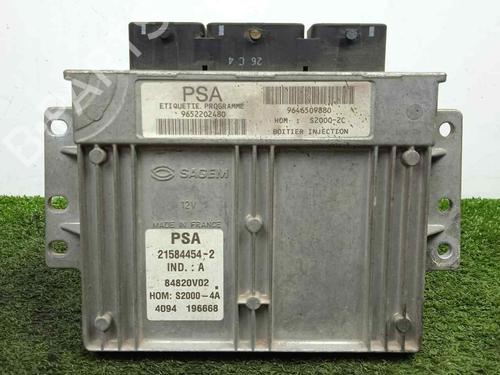 26 C 4
PSA
ETIQUETTE PROGRAMME
9652202480
9646509880
HOM : S2000-2C
BOITIER INJECTION
SAGEM
12V
MADE IN FRANCE
PSA
21584454-2
IND. : A
84820V02
HOM: S2000-4A
4094 196668